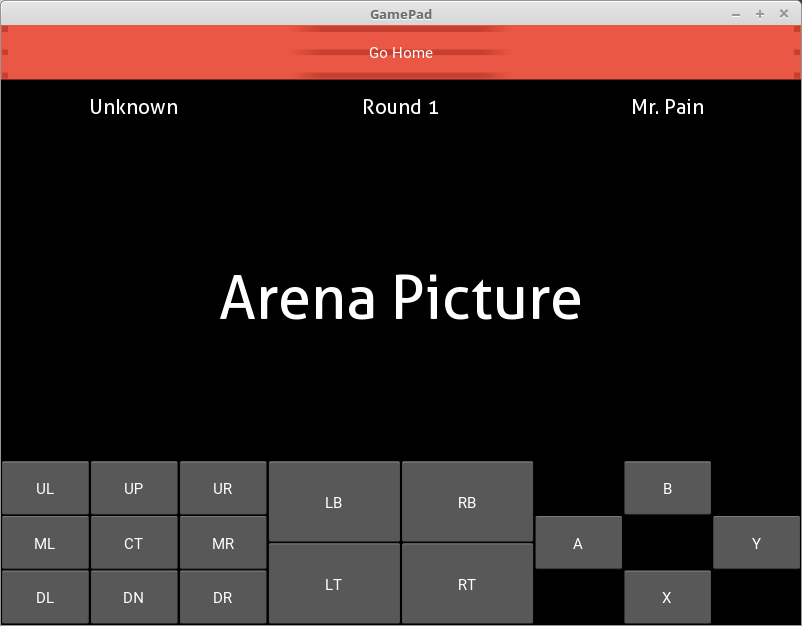 GamePad
Go Home
Unknown Round 1 Mr. Pain
Arena Picture
UL UP UR LB RB B
ML CT MR A Y
DL DN DR LT RT X